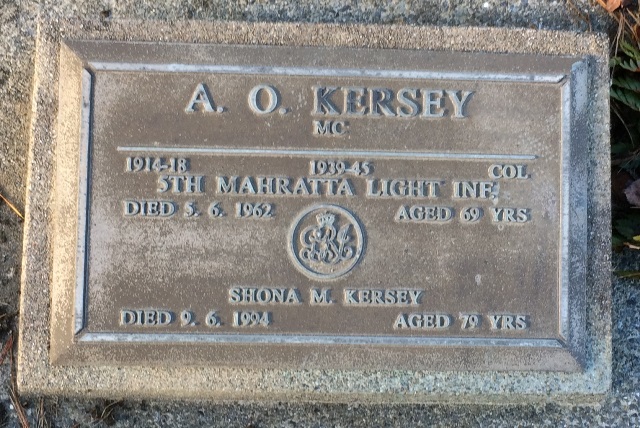 A. O. KERSEY
MC
1914-18 1939-45 COL.
5TH MAHRATTA LIGHT INF.
DIED 5. 6. 1962 AGED 69 YRS
SHONA M. KERSEY
DIED 9. 6. 1994 AGED 79 YRS